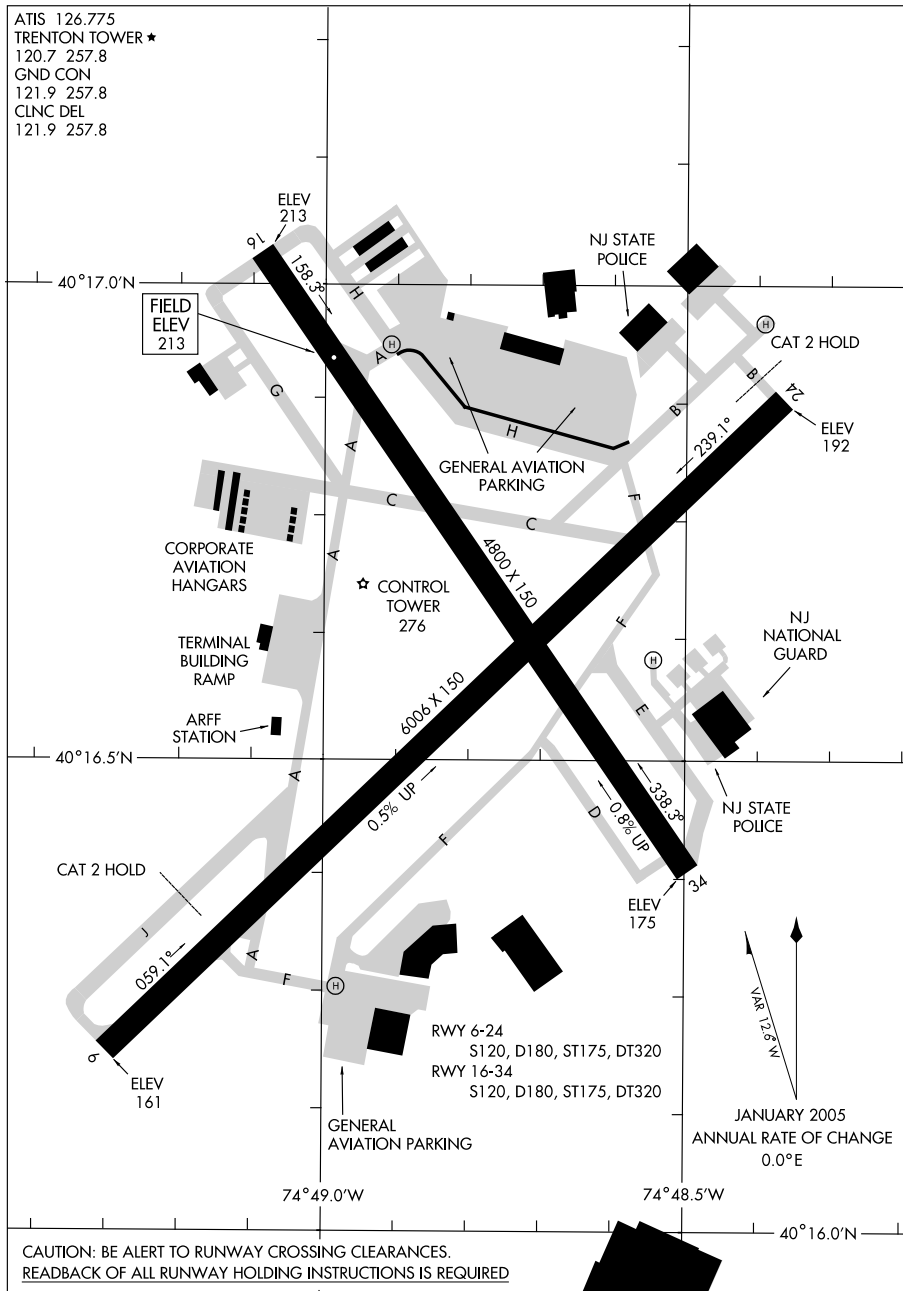 ATIS 126.775
TRENTON TOWER ★
120.7 257.8
GND CON
121.9 257.8
CLNC DEL
121.9 257.8
ELEV
213
16
158.3°
H
NJ STATE
POLICE
40°17.0'N
FIELD
ELEV
213
H
CAT 2 HOLD
A
H
G
B
B
24
ELEV
192
239.1°
A
H
GENERAL AVIATION
PARKING
F
C
C
CORPORATE
AVIATION
HANGARS
A
4800 X 150
CONTROL
TOWER
276
F
NJ
NATIONAL
GUARD
TERMINAL
BUILDING
RAMP
H
6006 X 150
E
ARFF
STATION
40°16.5'N
A
0.5% UP
338.3°
0.8% UP
D
NJ STATE
POLICE
F
CAT 2 HOLD
34
ELEV
175
J
059.1°
A
F
H
VAR 12.6° W
6
ELEV
161
RWY 6-24
S120, D180, ST175, DT320
RWY 16-34
S120, D180, ST175, DT320
GENERAL
AVIATION PARKING
JANUARY 2005
ANNUAL RATE OF CHANGE
0.0°E
74°49.0'W
74°48.5'W
40°16.0'N
CAUTION: BE ALERT TO RUNWAY CROSSING CLEARANCES.
READBACK OF ALL RUNWAY HOLDING INSTRUCTIONS IS REQUIRED